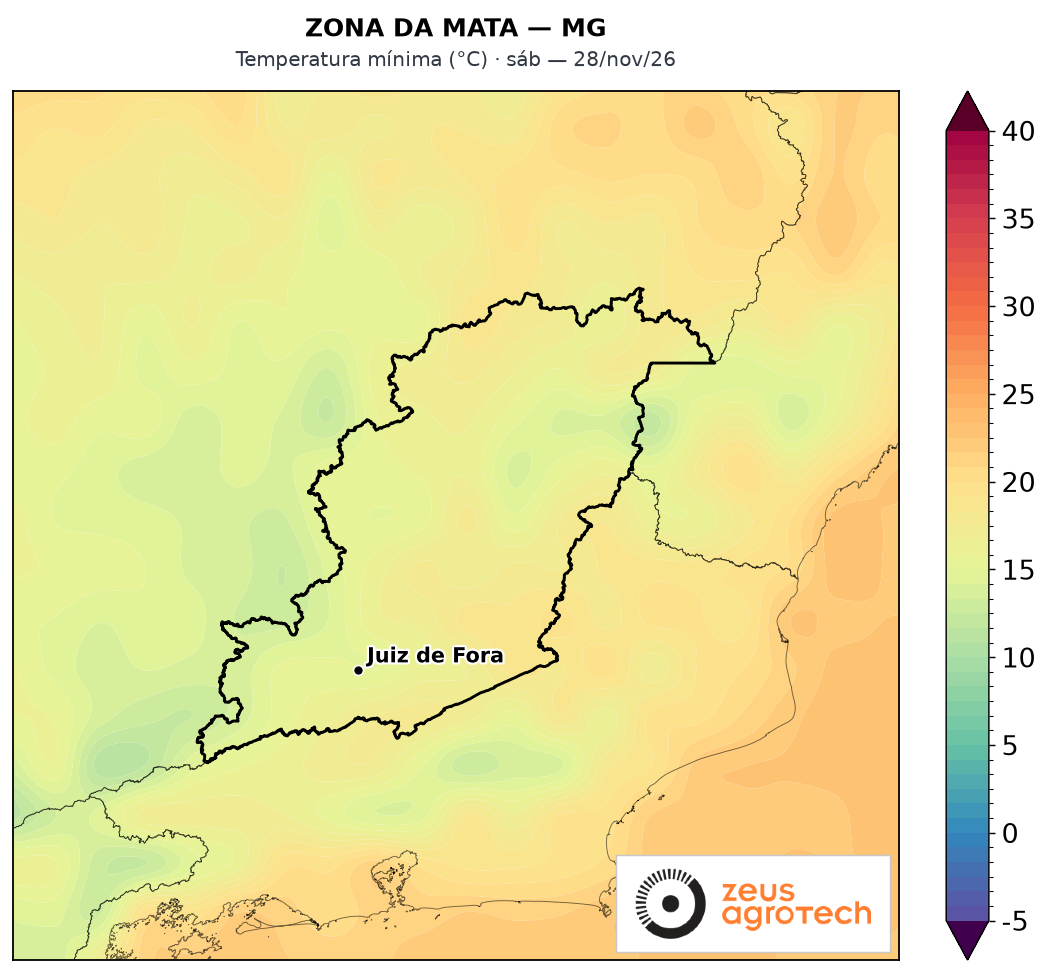 ZONA DA MATA — MG
Temperatura mínima (°C) · sáb — 28/nov/26
40
35
30
25
20
15
10
5
0
-5
Juiz de Fora
zeus
agrotech